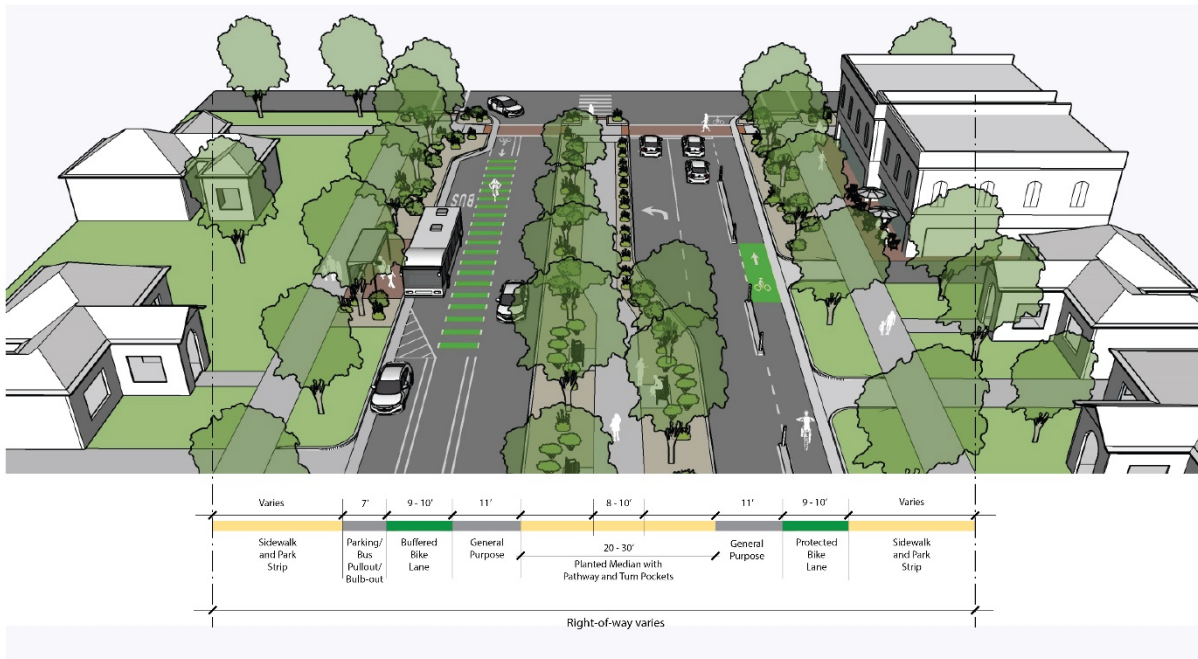 BUS
Varies
7'
9 - 10'
11'
8 - 10'
11'
9 - 10'
Varies
Sidewalk
and Park
Strip
Parking/
Bus
Pullout/
Bulb-out
Buffered
Bike
Lane
General
Purpose
20 - 30'
Planted Median with
Pathway and Turn Pockets
General
Purpose
Protected
Bike
Lane
Sidewalk
and Park
Strip
Right-of-way varies